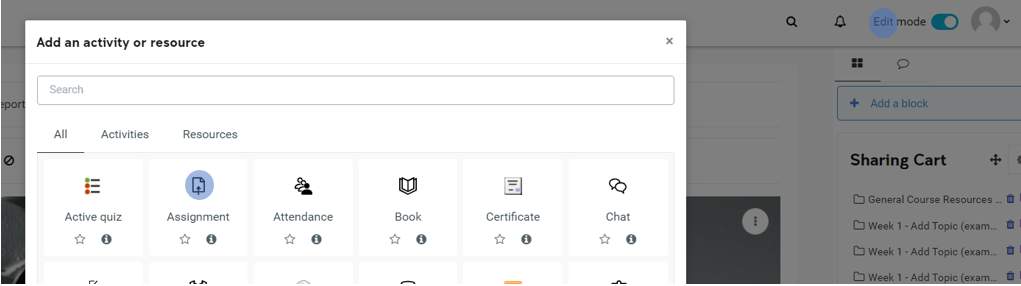 Edit mode
Add an activity or resource
Search
eport
Add a block
All Activities Resources
Sharing Cart
General Course Resources ...
Active quiz Assignment Attendance Book Certificate Chat
Week 1 - Add Topic (exam...
Week 1 - Add Topic (exam...
Week 1 - Add Topic (exam...